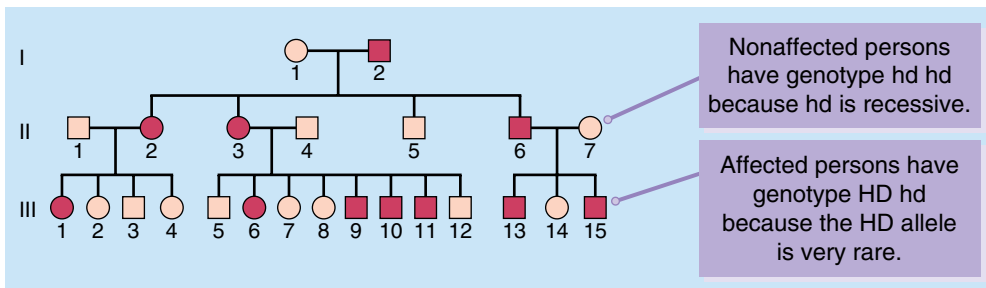 I
1 2
Nonaffected persons
have genotype hd hd
because hd is recessive.
II
1 2 3 4 5 6 7
Affected persons have
genotype HD hd
because the HD allele
is very rare.
III
1 2 3 4 5 6 7 8 9 10 11 12 13 14 15